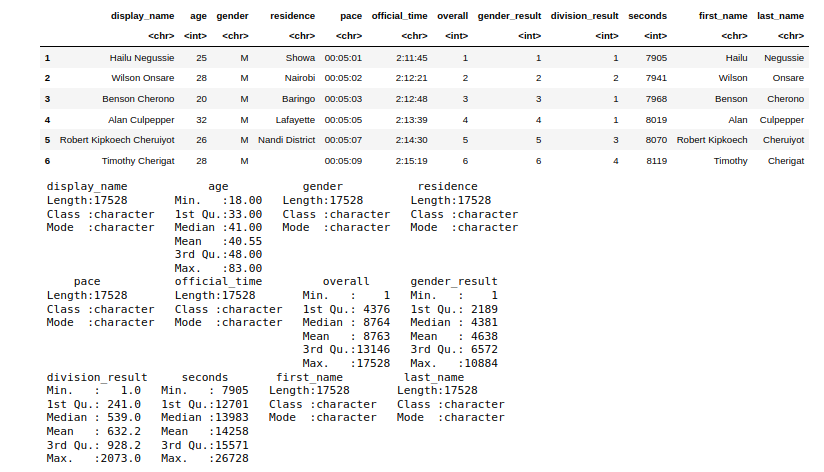 display_name age gender residence pace official_time overall gender_result division_result seconds first_name last_name
<chr> <int> <chr> <chr> <chr> <chr> <int> <int> <int> <int> <chr> <chr>
1 Hailu Negussie 25 M Showa 00:05:01 2:11:45 1 1 1 7905 Hailu Negussie
2 Wilson Onsare 28 M Nairobi 00:05:02 2:12:21 2 2 2 7941 Wilson Onsare
3 Benson Cherono 20 M Baringo 00:05:03 2:12:48 3 3 1 7968 Benson Cherono
4 Alan Culpepper 32 M Lafayette 00:05:05 2:13:39 4 4 1 8019 Alan Culpepper
5 Robert Kipkoech Cheruiyot 26 M Nandi District 00:05:07 2:14:30 5 5 3 8070 Robert Kipkoech Cheruiyot
6 Timothy Cherigat 28 M 00:05:09 2:15:19 6 6 4 8119 Timothy Cherigat
display_name age gender residence
Length:17528 Min. :18.00 Length:17528 Length:17528
Class :character 1st Qu.:33.00 Class :character Class :character
Mode :character Median :41.00 Mode :character Mode :character
Mean :40.55
3rd Qu.:48.00
Max. :83.00
pace official_time overall gender_result
Length:17528 Length:17528 Min. : 1 Min. : 1
Class :character Class :character 1st Qu.: 4376 1st Qu.: 2189
Mode :character Mode :character Median : 8764 Median : 4381
Mean : 8763 Mean : 4638
3rd Qu.:13146 3rd Qu.: 6572
Max. :17528 Max. :10884
division_result seconds first_name last_name
Min. : 1.0 Min. : 7905 Length:17528 Length:17528
1st Qu.: 241.0 1st Qu.:12701 Class :character Class :character
Median : 539.0 Median :13983 Mode :character Mode :character
Mean : 632.2 Mean :14258
3rd Qu.: 928.2 3rd Qu.:15571
Max. :2073.0 Max. :26728